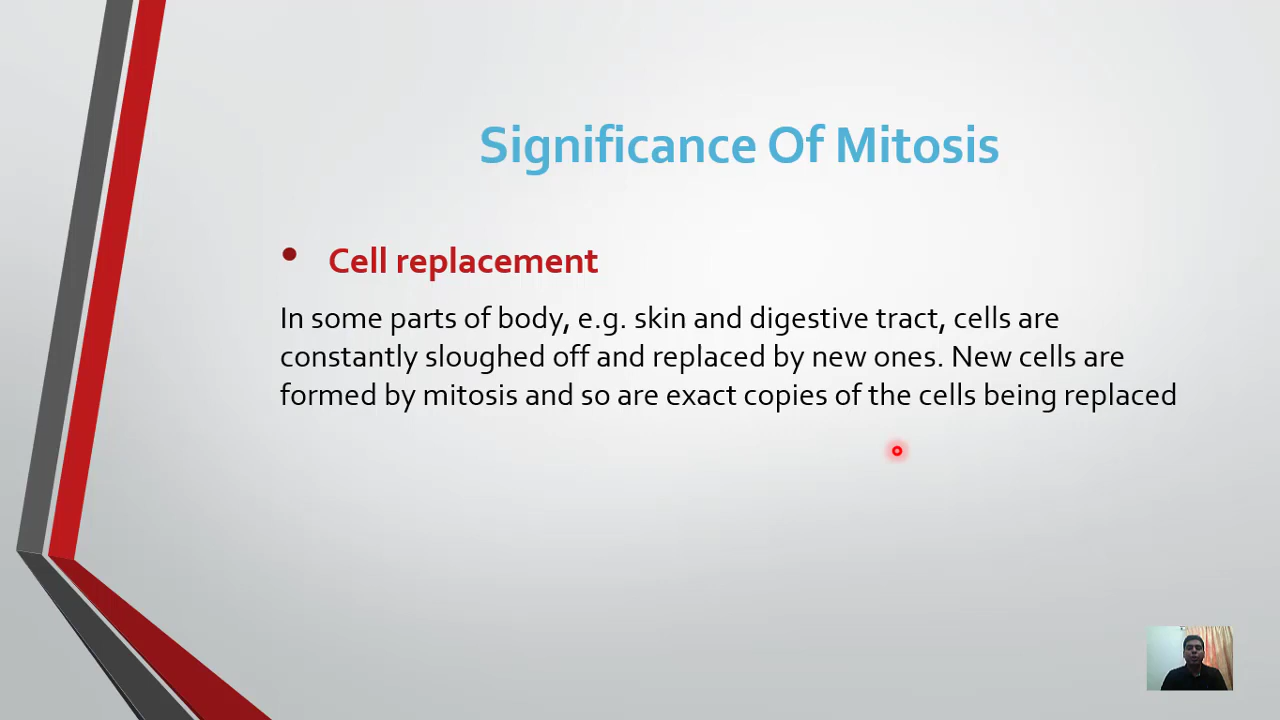 Significance Of Mitosis
• Cell replacement
In some parts of body, e.g. skin and digestive tract, cells are
constantly sloughed off and replaced by new ones. New cells are
formed by mitosis and so are exact copies of the cells being replaced